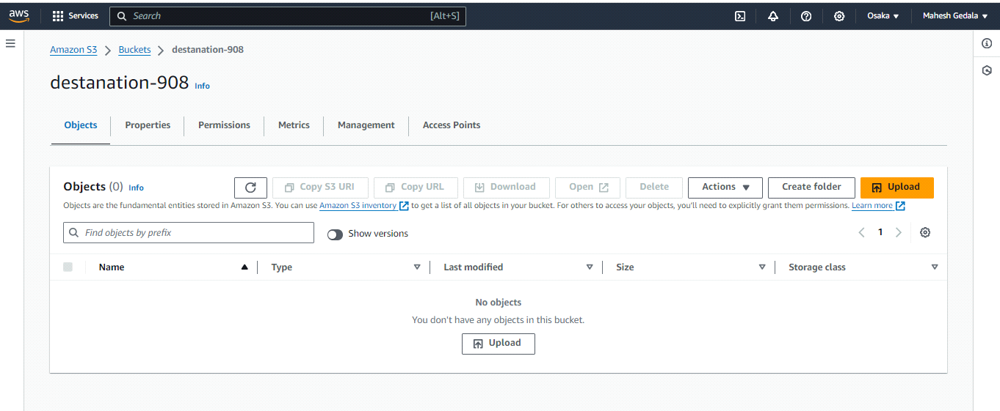 aws Services Search [Alt+S] Osaka Mahesh Gedala
Amazon S3 Buckets destanation-908
destanation-908 Info
Objects Properties Permissions Metrics Management Access Points
Objects (0) Info Copy S3 URI Copy URL Download Open Delete Actions Create folder Upload
Objects are the fundamental entities stored in Amazon S3. You can use Amazon S3 inventory to get a list of all objects in your bucket. For others to access your objects, you'll need to explicitly grant them permissions. Learn more
Find objects by prefix Show versions 1
Name Type Last modified Size Storage class
No objects
You don't have any objects in this bucket.
Upload